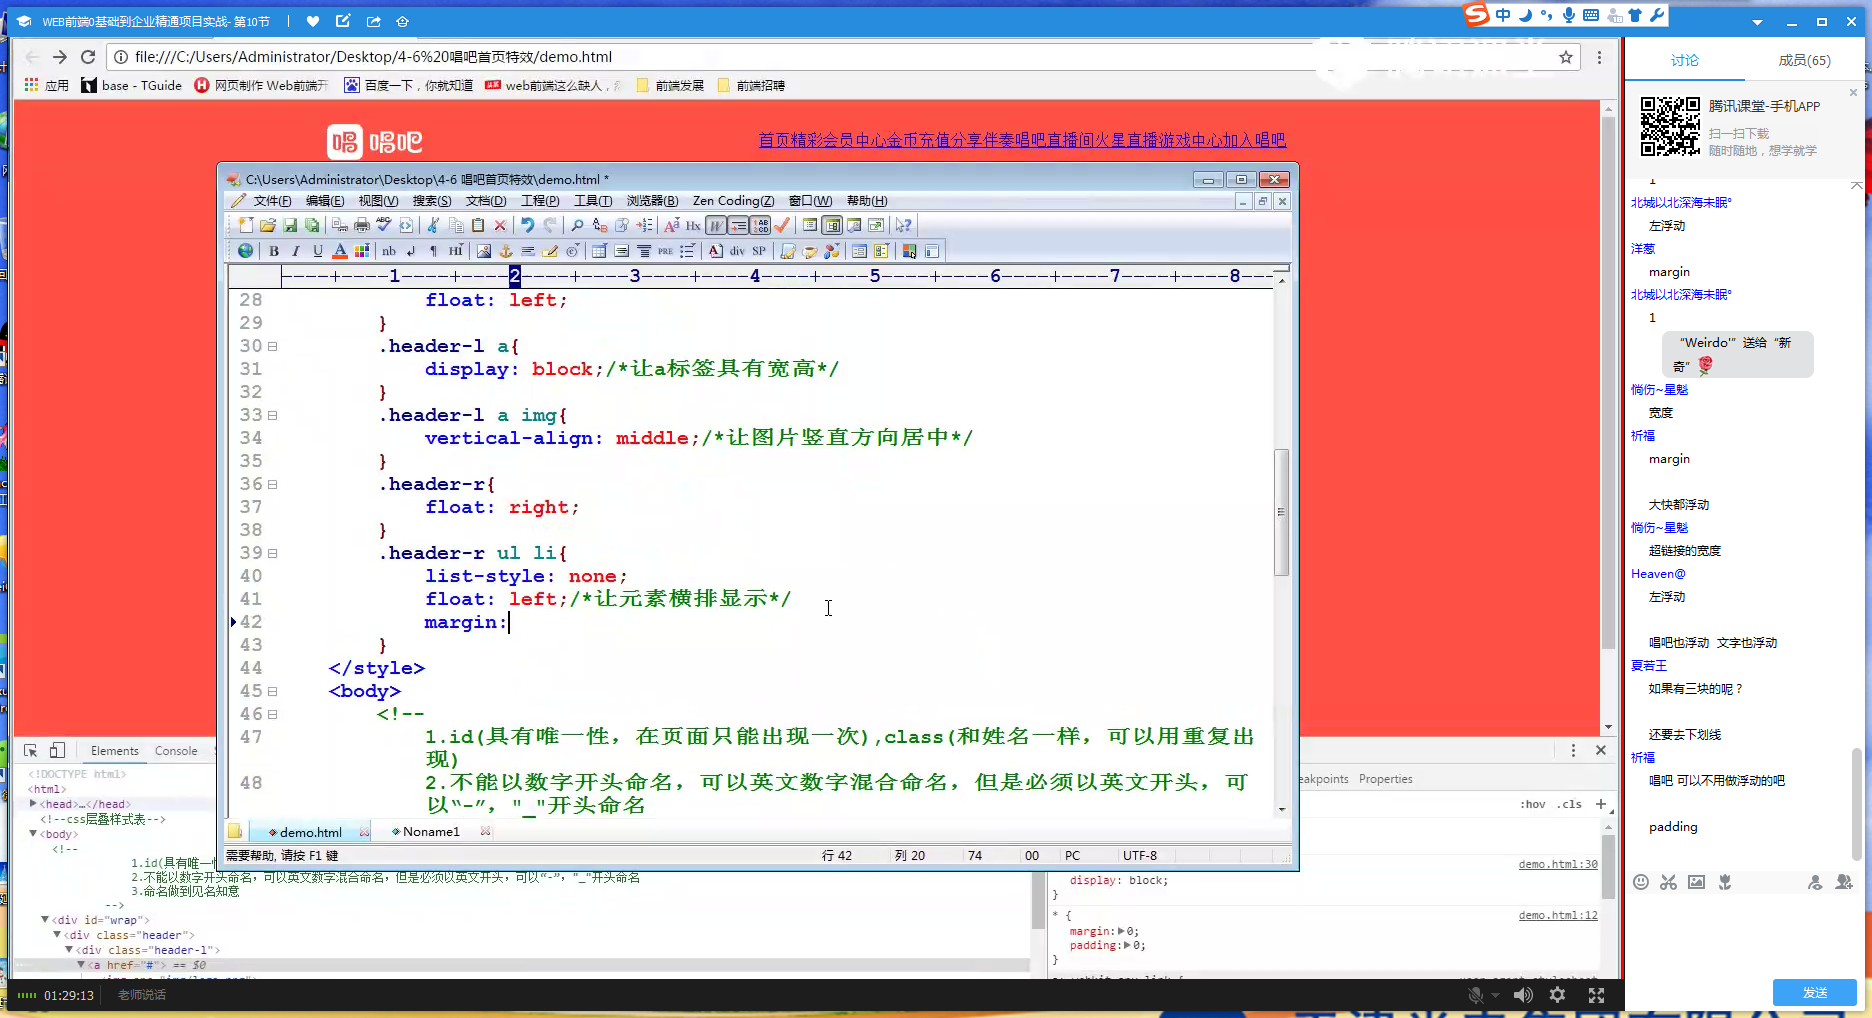 WEB前端0基础到企业精通项目实战- 第10节
中
file:///C:/Users/Administrator/Desktop/4-6%20唱吧首页特效/demo.html
应用
base - TGuide
网页制作 Web前端开
百度一下，你就知道
web前端这么缺人，
前端发展
前端招聘
唱 唱吧
首页精彩会员中心金币充值分享伴奏唱吧直播间火星直播游戏中心加入唱吧
C:\Users\Administrator\Desktop\4-6 唱吧首页特效\demo.html *
文件(F) 编辑(E) 视图(V) 搜索(S) 文档(D) 工程(P) 工具(T) 浏览器(B) Zen Coding(Z) 窗口(W) 帮助(H)
B I U A nb ¶ HI PRE A div SP
----+----1----+----2----+----3----+----4----+----5----+----6----+----7----+----8---
28 float: left;
29 }
30 .header-l a{
31 display: block;/*让a标签具有宽高*/
32 }
33 .header-l a img{
34 vertical-align: middle;/*让图片竖直方向居中*/
35 }
36 .header-r{
37 float: right;
38 }
39 .header-r ul li{
40 list-style: none;
41 float: left;/*让元素横排显示*/
42 margin:
43 }
44 </style>
45 <body>
46 <!--
47 1.id(具有唯一性，在页面只能出现一次),class(和姓名一样，可以用重复出
现)
48 2.不能以数字开头命名，可以英文数字混合命名，但是必须以英文开头，可
以“-”，"_"开头命名
demo.html
Noname1
需要帮助, 请按 F1 键
行 42 列 20 74 00 PC UTF-8
Elements Console
<!DOCTYPE html>
<html>
<head>…</head>
<!--css层叠样式表-->
<body>
<!--
1.id(具有唯一性
2.不能以数字开头命名，可以英文数字混合命名，但是必须以英文开头，可以“-”，"_"开头命名
3.命名做到见名知意
-->
<div id="wrap">
<div class="header">
<div class="header-l">
<a href="#"> == $0
eakpoints Properties
:hov .cls +
demo.html:30
display: block;
}
* { demo.html:12
margin: 0;
padding: 0;
}
01:29:13 老师说话
讨论 成员(65)
腾讯课堂-手机APP
扫一扫下载
随时随地，想学就学
1
北城以北深海未眠°
左浮动
洋葱
margin
北城以北深海未眠°
1
“Weirdo'”送给“新
奇”
倘伤~星魁
宽度
祈福
margin
大快都浮动
倘伤~星魁
超链接的宽度
Heaven@
左浮动
唱吧也浮动 文字也浮动
夏若王
如果有三块的呢？
还要去下划线
祈福
唱吧 可以不用做浮动的吧
padding
发送